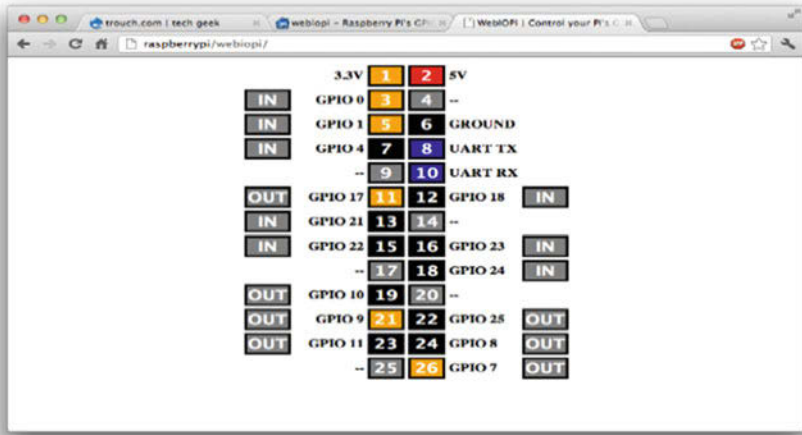 trouch.com | tech geek
webiopi - Raspberry Pi's GPI
WebIOPi | Control your Pi's G
raspberrypi/webiopi/
3.3V 1 2 5V
IN GPIO 0 3 4 --
IN GPIO 1 5 6 GROUND
IN GPIO 4 7 8 UART TX
-- 9 10 UART RX
OUT GPIO 17 11 12 GPIO 18 IN
IN GPIO 21 13 14 --
IN GPIO 22 15 16 GPIO 23 IN
-- 17 18 GPIO 24 IN
OUT GPIO 10 19 20 --
OUT GPIO 9 21 22 GPIO 25 OUT
OUT GPIO 11 23 24 GPIO 8 OUT
-- 25 26 GPIO 7 OUT